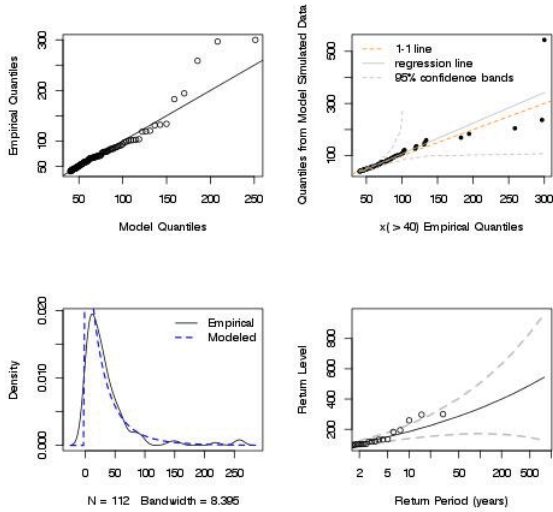 Empirical Quantiles
50
100
200
300
50 100 150 200 250
Model Quantiles
Quantiles from Model Simulated Data
100
300
500
1-1 line
regression line
95% confidence bands
50 100 150 200 250 300
x( > 40) Empirical Quantiles
Density
0.000
0.010
0.020
Empirical
Modeled
0 50 100 150 200 250
N = 112 Bandwidth = 8.395
Return Level
200
400
600
800
2 5 10 50 200 500
Return Period (years)